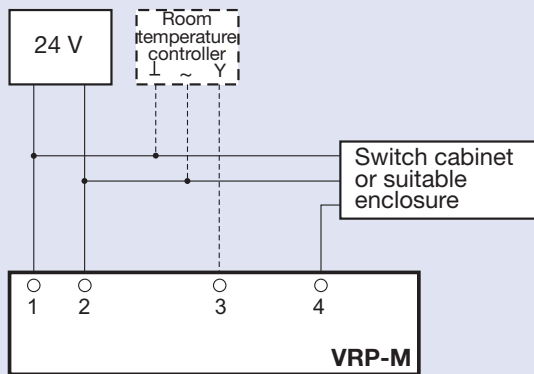 24 V
Room
temperature
controller
⊥ ~ Y
Switch cabinet
or suitable
enclosure
1 2 3 4
VRP-M